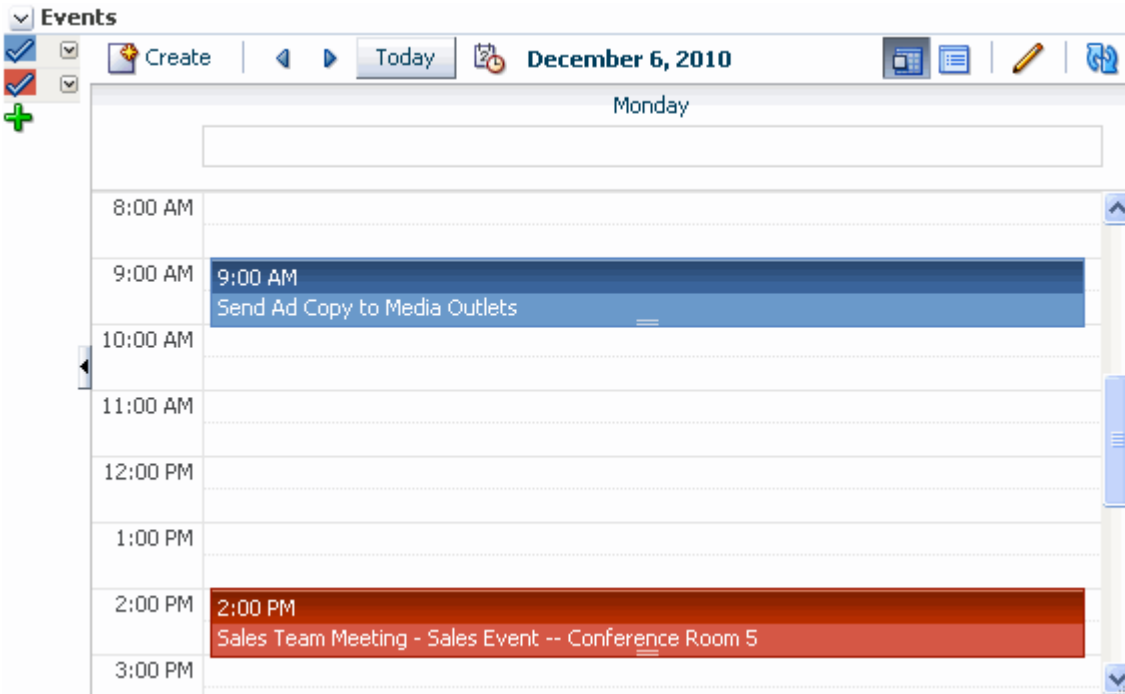 Events
Create
Today
December 6, 2010
Monday
8:00 AM
9:00 AM
9:00 AM
Send Ad Copy to Media Outlets
10:00 AM
11:00 AM
12:00 PM
1:00 PM
2:00 PM
2:00 PM
Sales Team Meeting - Sales Event -- Conference Room 5
3:00 PM